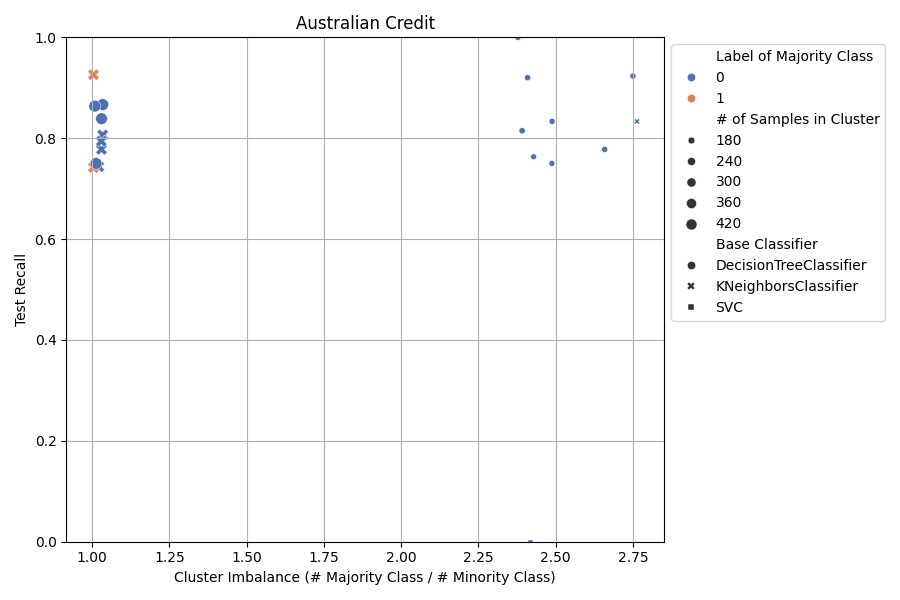 Australian Credit
1.0
0.8
0.6
0.4
0.2
0.0
Test Recall
1.00 1.25 1.50 1.75 2.00 2.25 2.50 2.75
Cluster Imbalance (# Majority Class / # Minority Class)
Label of Majority Class
0
1
# of Samples in Cluster
180
240
300
360
420
Base Classifier
DecisionTreeClassifier
KNeighborsClassifier
SVC